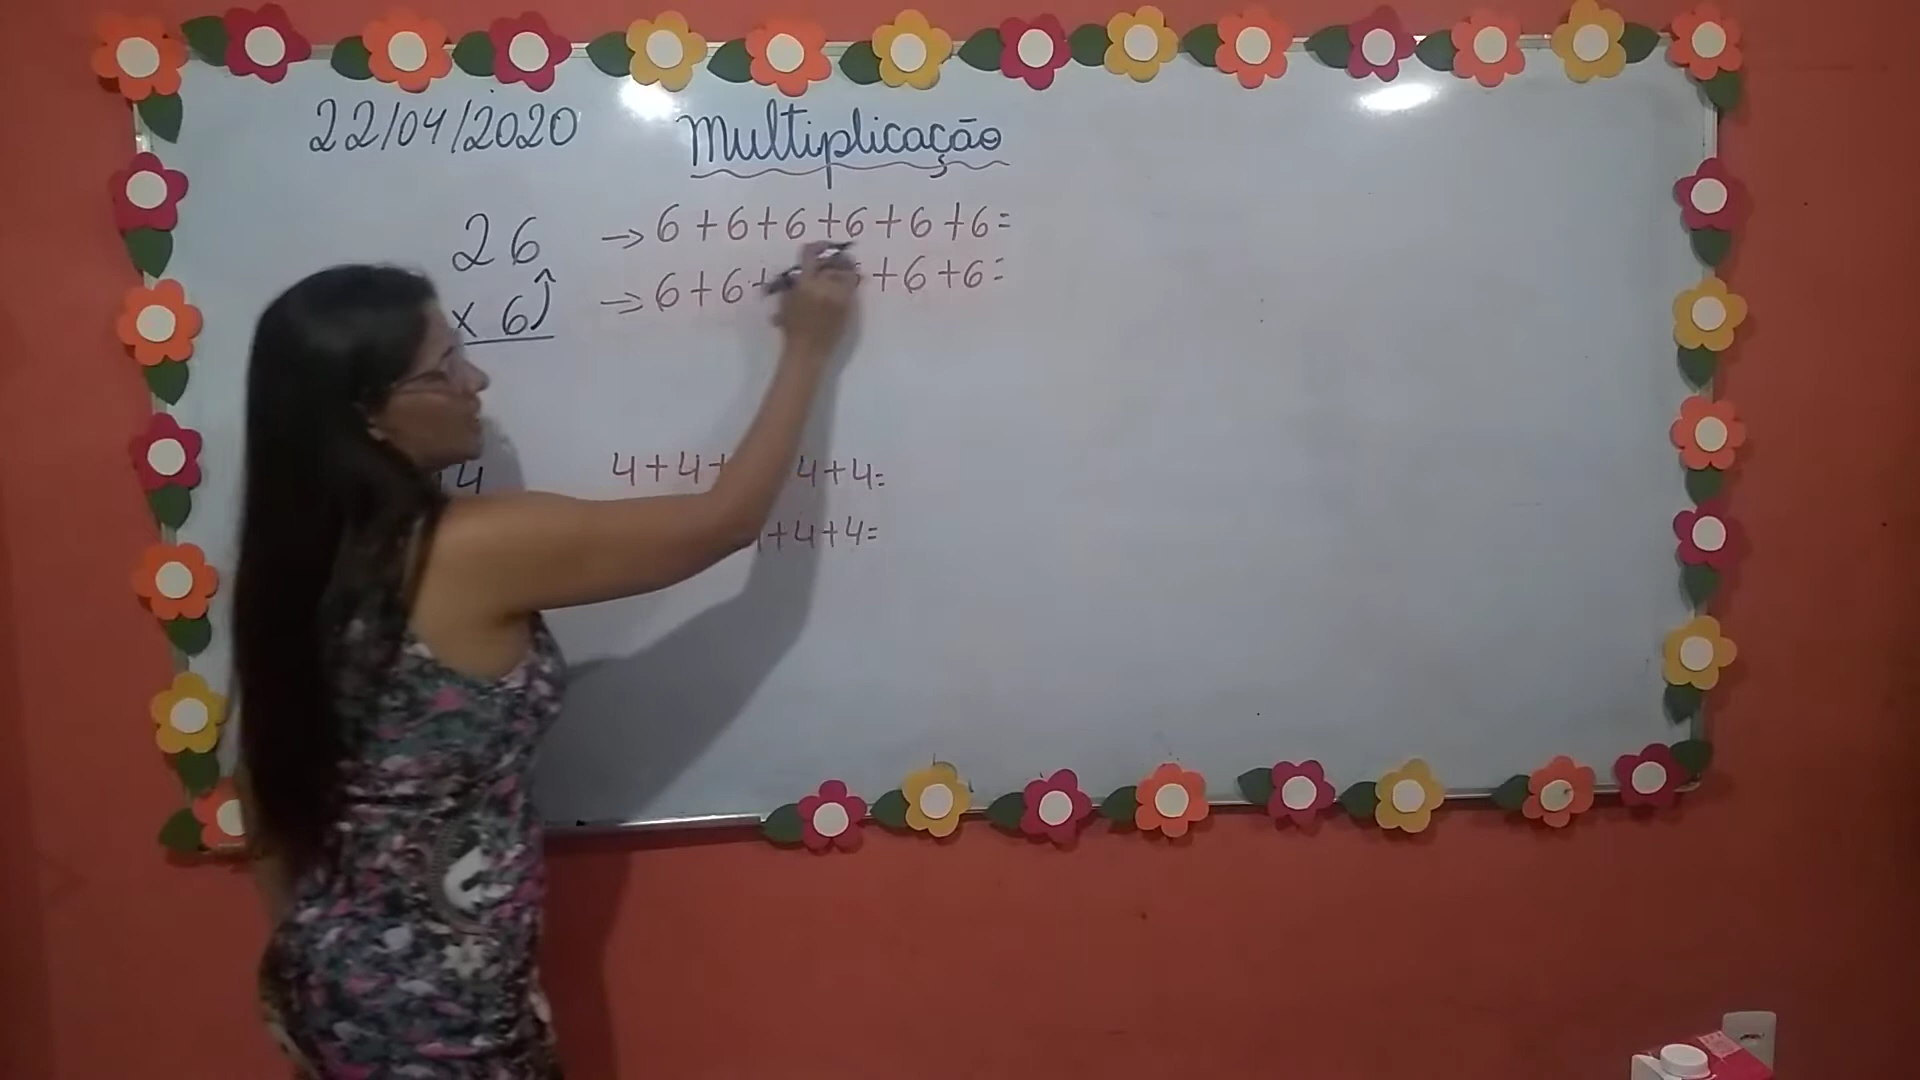 22/04/2020
Multiplicação
26 → 6+6+6+6+6+6=
x 6 → 6+6+ +6+6=
4 4+4+ 4+4=
+4+4=